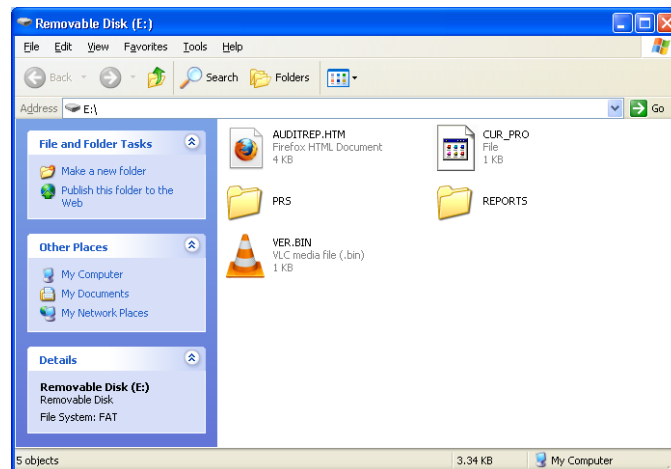 Removable Disk (E:)
File Edit View Favorites Tools Help
Back Search Folders
Address E:\ Go
File and Folder Tasks
Make a new folder
Publish this folder to the
Web
Other Places
My Computer
My Documents
My Network Places
Details
Removable Disk (E:)
Removable Disk
File System: FAT
AUDITREP.HTM
Firefox HTML Document
4 KB
CUR_PRO
File
1 KB
PRS
REPORTS
VER.BIN
VLC media file (.bin)
1 KB
5 objects 3.34 KB My Computer